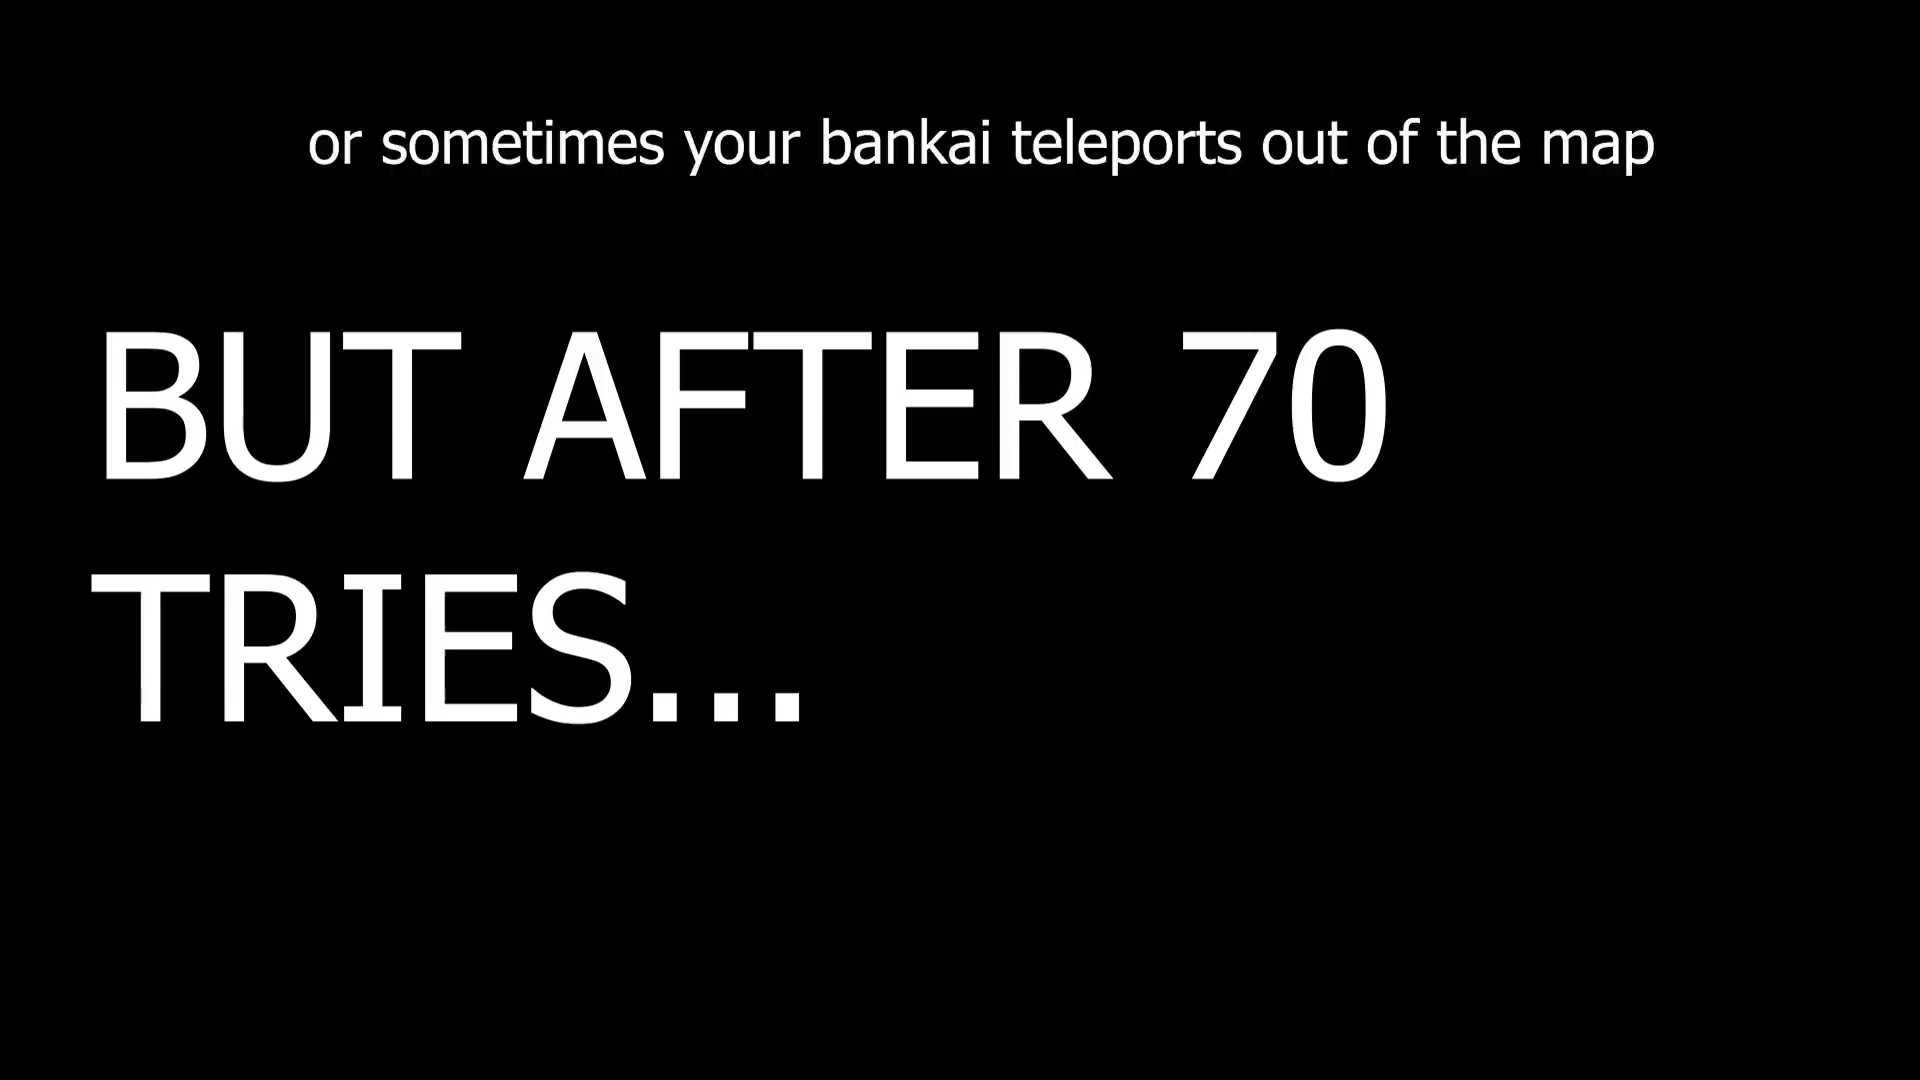 or sometimes your bankai teleports out of the map
BUT AFTER 70
TRIES...